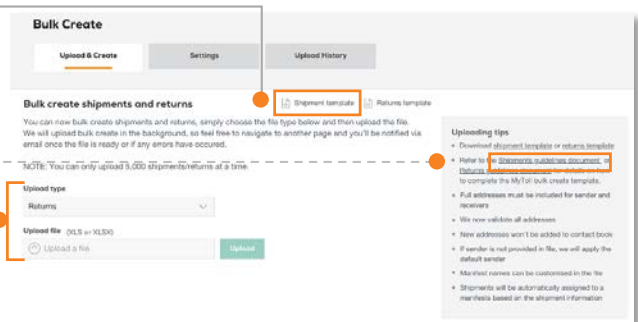 Bulk Create
Upload & Create
Settings
Upload History
Bulk create shipments and returns
Shipment template
Returns template
You can now bulk create shipments and returns, simply choose the file type below and then upload the file.
We will upload bulk create in the background, so feel free to navigate to another page and you'll be notified via
email once the file is ready or if any errors have occured.
NOTE: You can only upload 5,000 shipments/returns at a time.
Upload type
Returns
Upload file (XLS or XLSX)
Upload a file
Upload
Uploading tips
• Download shipment template or returns template
• Refer to the Shipments guidelines document or
Returns guidelines document for details on how
to complete the MyToll bulk create template.
• Full addresses must be included for sender and
receivers
• We now validate all addresses
• New addresses won't be added to contact book
• If sender is not provided in file, we will apply the
default sender
• Manifest names can be customised in the file
• Shipments will be automatically assigned to a
manifests based on the shipment information